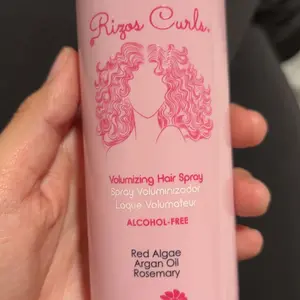 Rizos Curls.
Volumizing Hair Spray
Spray Voluminizador
Laque Volumateur
ALCOHOL-FREE
Red Algae
Argan Oil
Rosemary